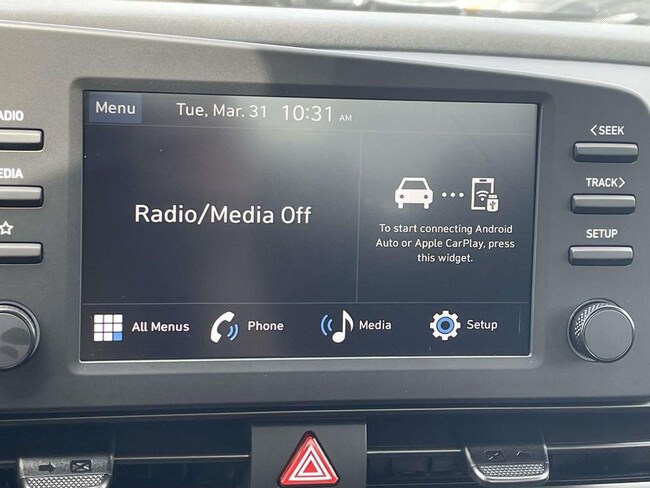 Menu
Tue, Mar. 31 10:31 AM
ADIO
EDIA
<SEEK
TRACK>
SETUP
Radio/Media Off
To start connecting Android
Auto or Apple CarPlay, press
this widget.
All Menus
Phone
Media
Setup